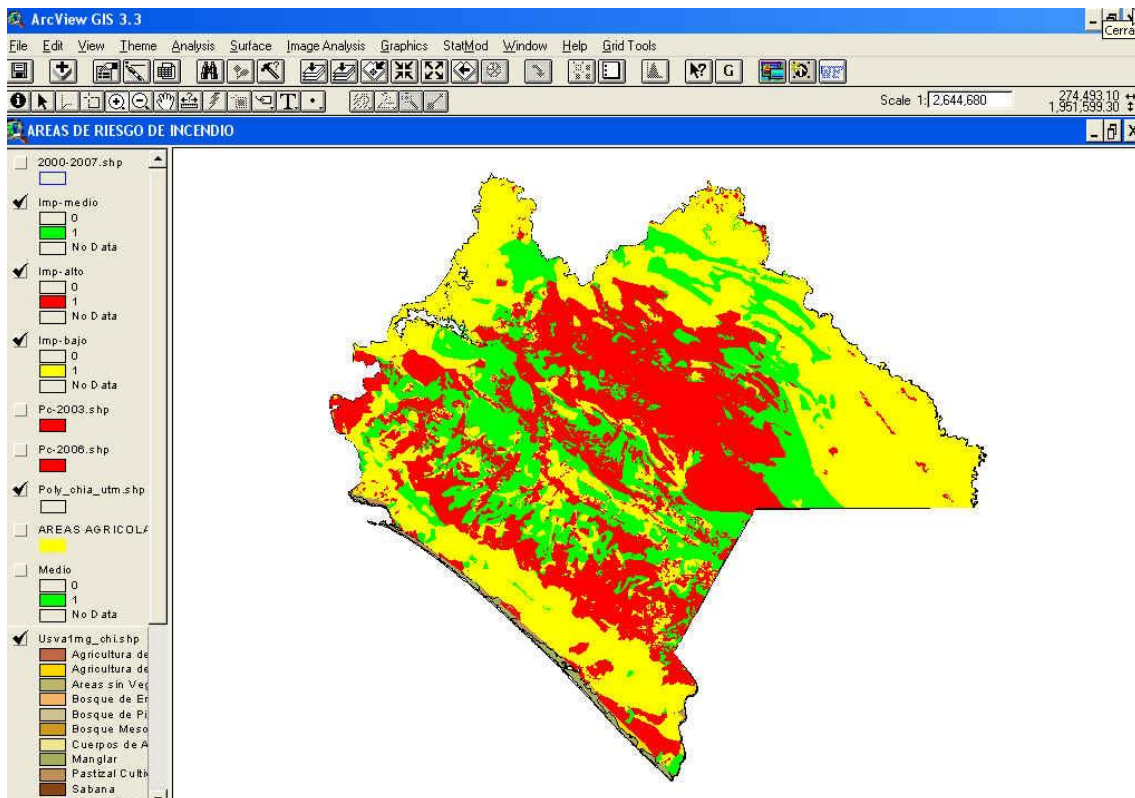 ArcView GIS 3.3
Cerra
File Edit View Theme Analysis Surface Image Analysis Graphics StatMod Window Help Grid Tools
Scale 1: 2,644,680
274,493.10
1,951,599.30
AREAS DE RIESGO DE INCENDIO
2000-2007.shp
Imp-medio
0
1
No Data
Imp-alto
0
1
No Data
Imp-bajo
0
1
No Data
Pc-2003.shp
Pc-2006.shp
Poly_chia_utm.shp
AREAS AGRICOLA
Medio
0
1
No Data
Usva1mg_chi.shp
Agricultura de
Agricultura de
Areas sin Veg
Bosque de En
Bosque de Pi
Bosque Meso
Cuerpos de A
Manglar
Pastizal Culti
Sabana